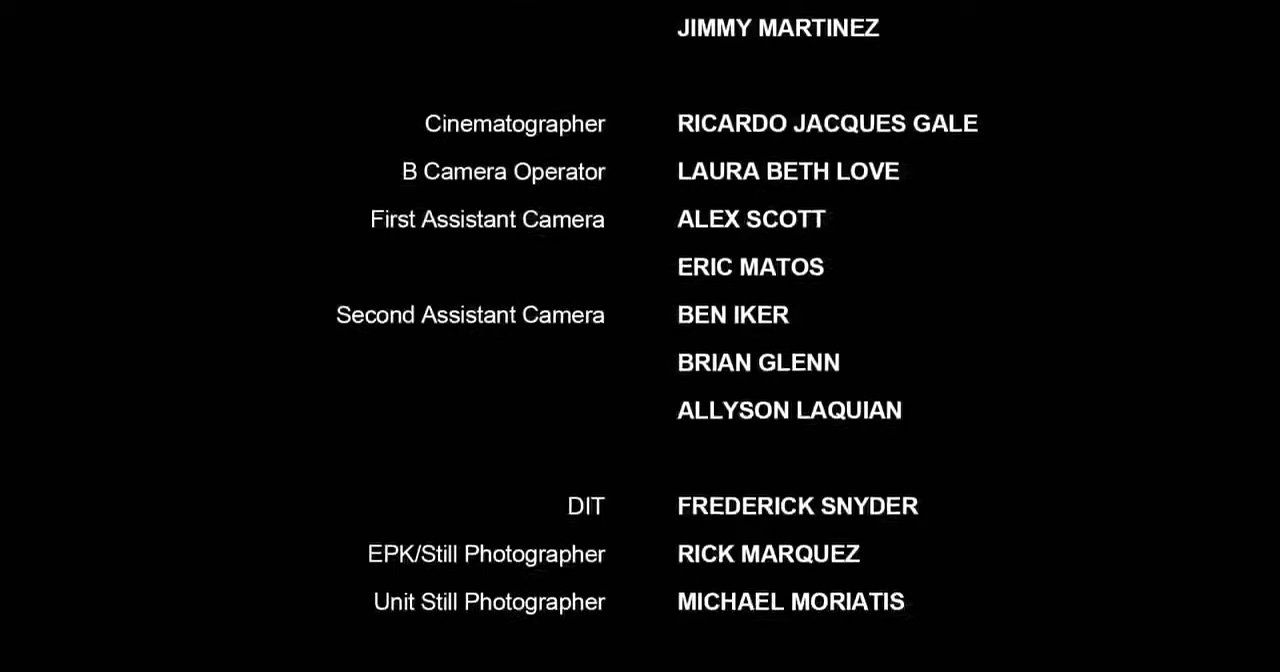 JIMMY MARTINEZ
Cinematographer RICARDO JACQUES GALE
B Camera Operator LAURA BETH LOVE
First Assistant Camera ALEX SCOTT
ERIC MATOS
Second Assistant Camera BEN IKER
BRIAN GLENN
ALLYSON LAQUIAN
DIT FREDERICK SNYDER
EPK/Still Photographer RICK MARQUEZ
Unit Still Photographer MICHAEL MORIATIS